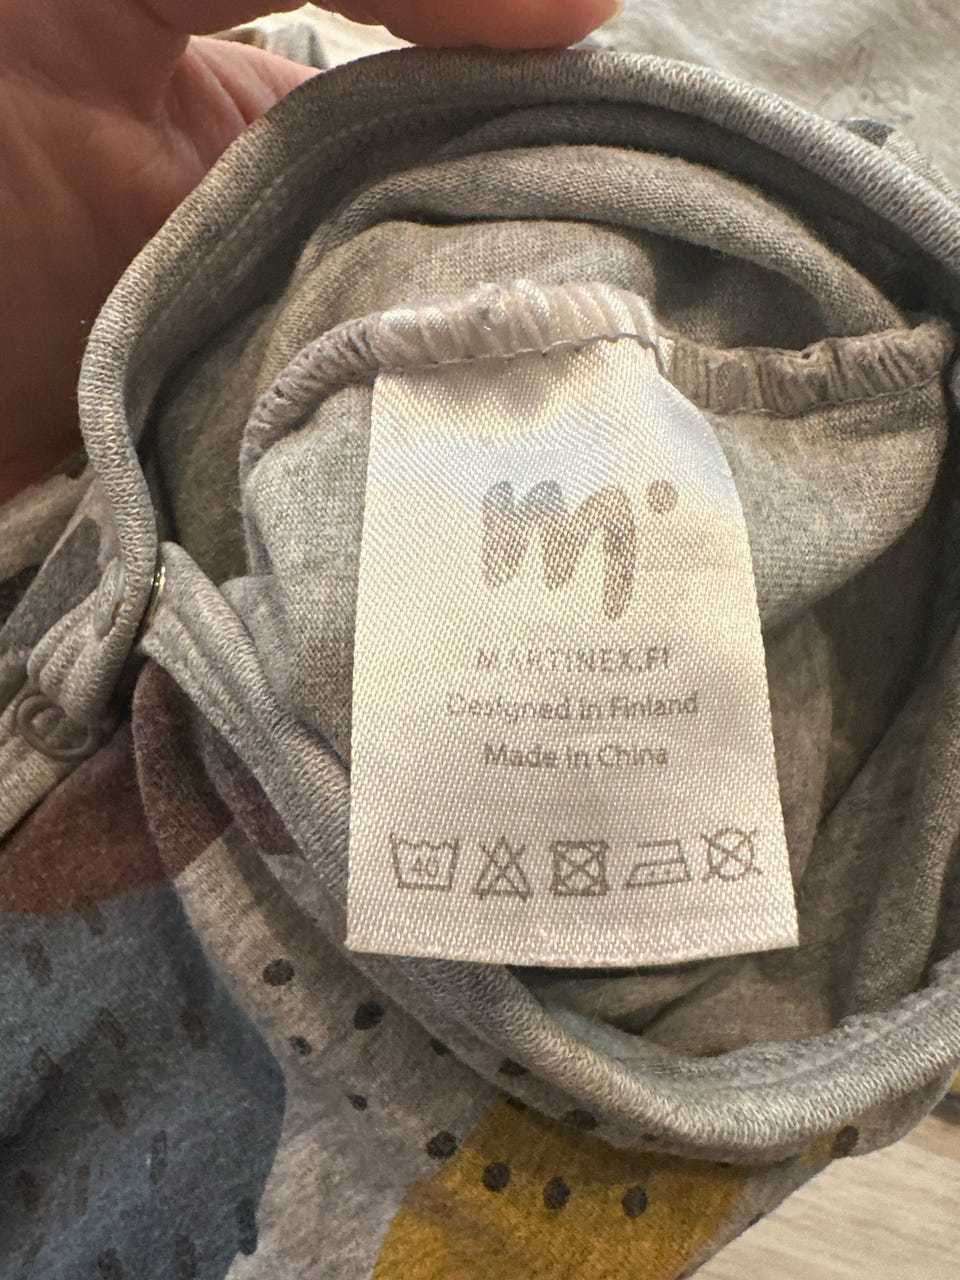 m
MARTINEX.FI
Designed in Finland
Made in China
40